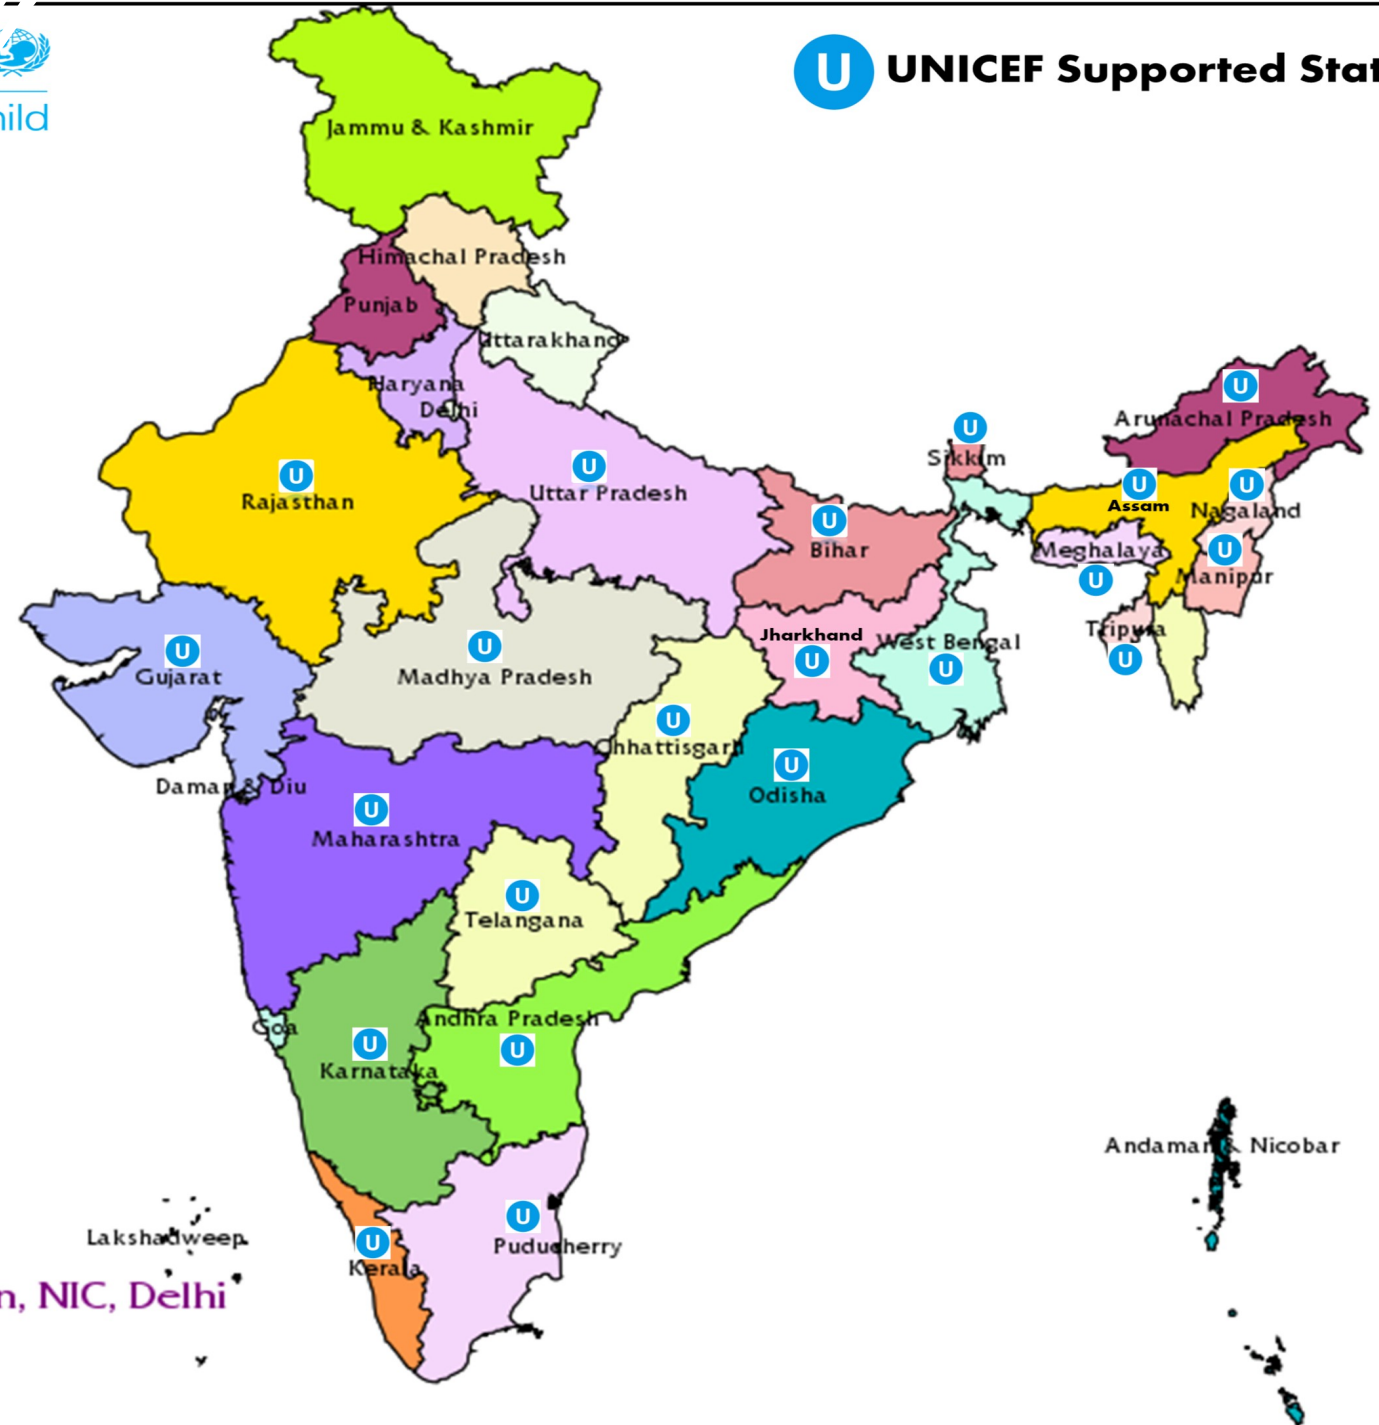 U UNICEF Supported Stat
hild
Jammu & Kashmir
Himachal Pradesh
Punjab
Uttarakhand
Haryana
Delhi
U
Arunachal Pradesh
U
Sikkim
U
Rajasthan
U
Uttar Pradesh
U
Assam
U
Nagaland
U
Bihar
Meghalaya
U
U
Manipur
Tripura
U
Jharkhand
U
West Bengal
U
U
Gujarat
U
Madhya Pradesh
U
Chhattisgarh
U
Odisha
Daman & Diu
U
Maharashtra
U
Telangana
Goa
Andhra Pradesh
U
U
Karnataka
Andaman & Nicobar
U
Puducherry
Lakshadweep
U
Kerala
n, NIC, Delhi